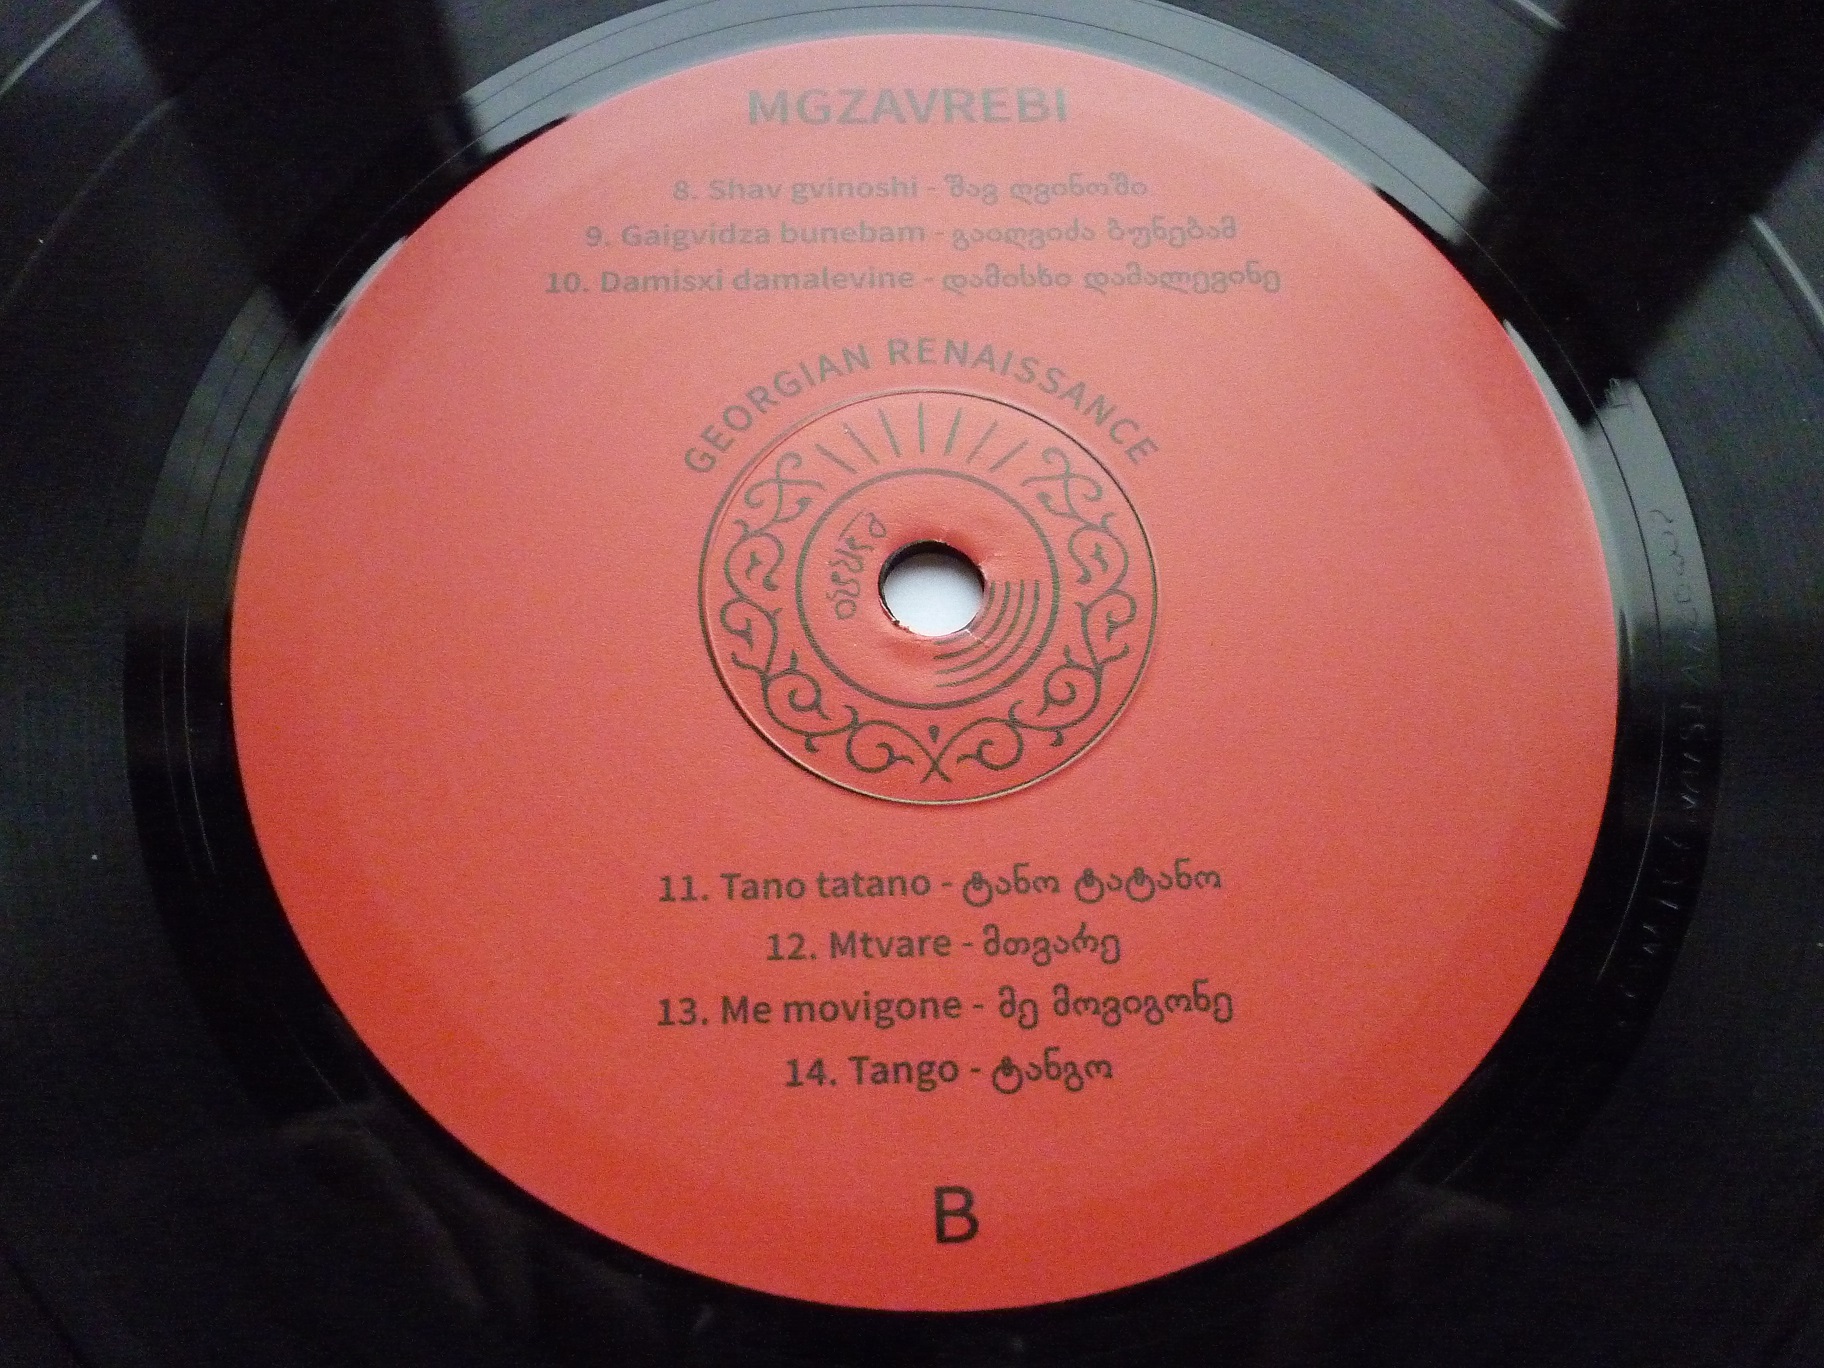 MGZAVREBI
8. Shav gvinoshi - შავ ღვინოში
9. Gaigvidza bunebam - გაიღვიძა ბუნებამ
10. Damisxi damalevine - დამისხი დამალევინე
GEORGIAN RENAISSANCE
11. Tano tatano - ტანო ტატანო
12. Mtvare - მთვარე
13. Me movigone - მე მოვიგონე
14. Tango - ტანგო
B